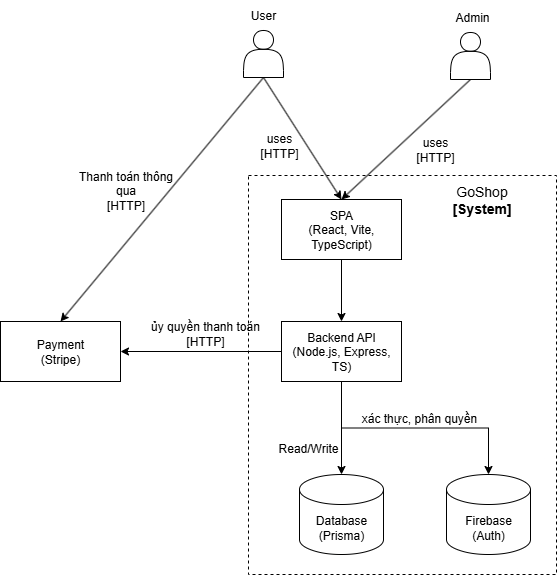 User
Admin
uses
[HTTP]
uses
[HTTP]
Thanh toán thông
qua
[HTTP]
GoShop
[System]
SPA
(React, Vite,
TypeScript)
ủy quyền thanh toán
[HTTP]
Payment
(Stripe)
Backend API
(Node.js, Express,
TS)
xác thực, phân quyền
Read/Write
Database
(Prisma)
Firebase
(Auth)